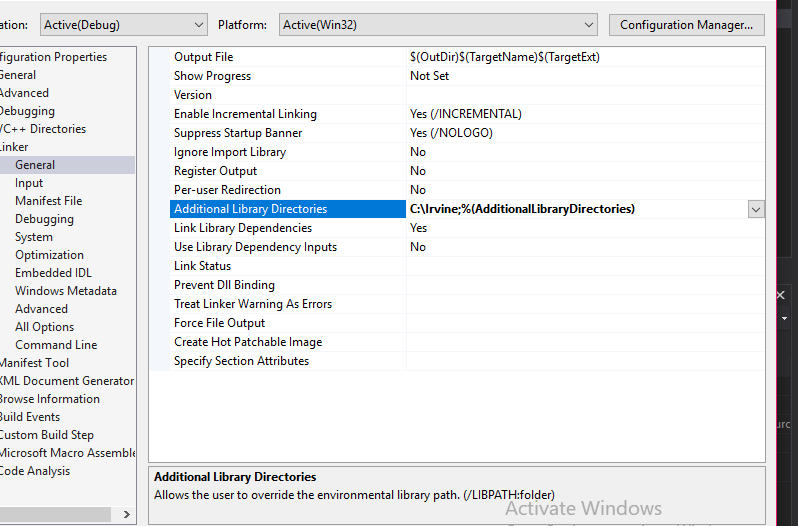 ation: Active(Debug) Platform: Active(Win32) Configuration Manager...
figuration Properties
General
Advanced
Debugging
/C++ Directories
Linker
General
Input
Manifest File
Debugging
System
Optimization
Embedded IDL
Windows Metadata
Advanced
All Options
Command Line
Manifest Tool
XML Document Generator
Browse Information
Build Events
Custom Build Step
Microsoft Macro Assemble
Code Analysis
Output File $(OutDir)$(TargetName)$(TargetExt)
Show Progress Not Set
Version
Enable Incremental Linking Yes (/INCREMENTAL)
Suppress Startup Banner Yes (/NOLOGO)
Ignore Import Library No
Register Output No
Per-user Redirection No
Additional Library Directories C:\Irvine;%(AdditionalLibraryDirectories)
Link Library Dependencies Yes
Use Library Dependency Inputs No
Link Status
Prevent Dll Binding
Treat Linker Warning As Errors
Force File Output
Create Hot Patchable Image
Specify Section Attributes
Additional Library Directories
Allows the user to override the environmental library path. (/LIBPATH:folder)
Activate Windows
urc